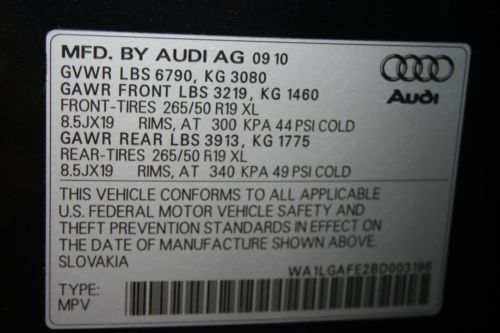 MFD. BY AUDI AG 09 10
GVWR LBS 6790, KG 3080
GAWR FRONT LBS 3219, KG 1460
FRONT-TIRES 265/50 R19 XL
8.5JX19 RIMS, AT 300 KPA 44 PSI COLD
GAWR REAR LBS 3913, KG 1775
REAR-TIRES 265/50 R19 XL
8.5JX19 RIMS, AT 340 KPA 49 PSI COLD
Audi
THIS VEHICLE CONFORMS TO ALL APPLICABLE
U.S. FEDERAL MOTOR VEHICLE SAFETY AND
THEFT PREVENTION STANDARDS IN EFFECT ON
THE DATE OF MANUFACTURE SHOWN ABOVE.
SLOVAKIA
WA1LGAFE2BD003196
TYPE:
MPV